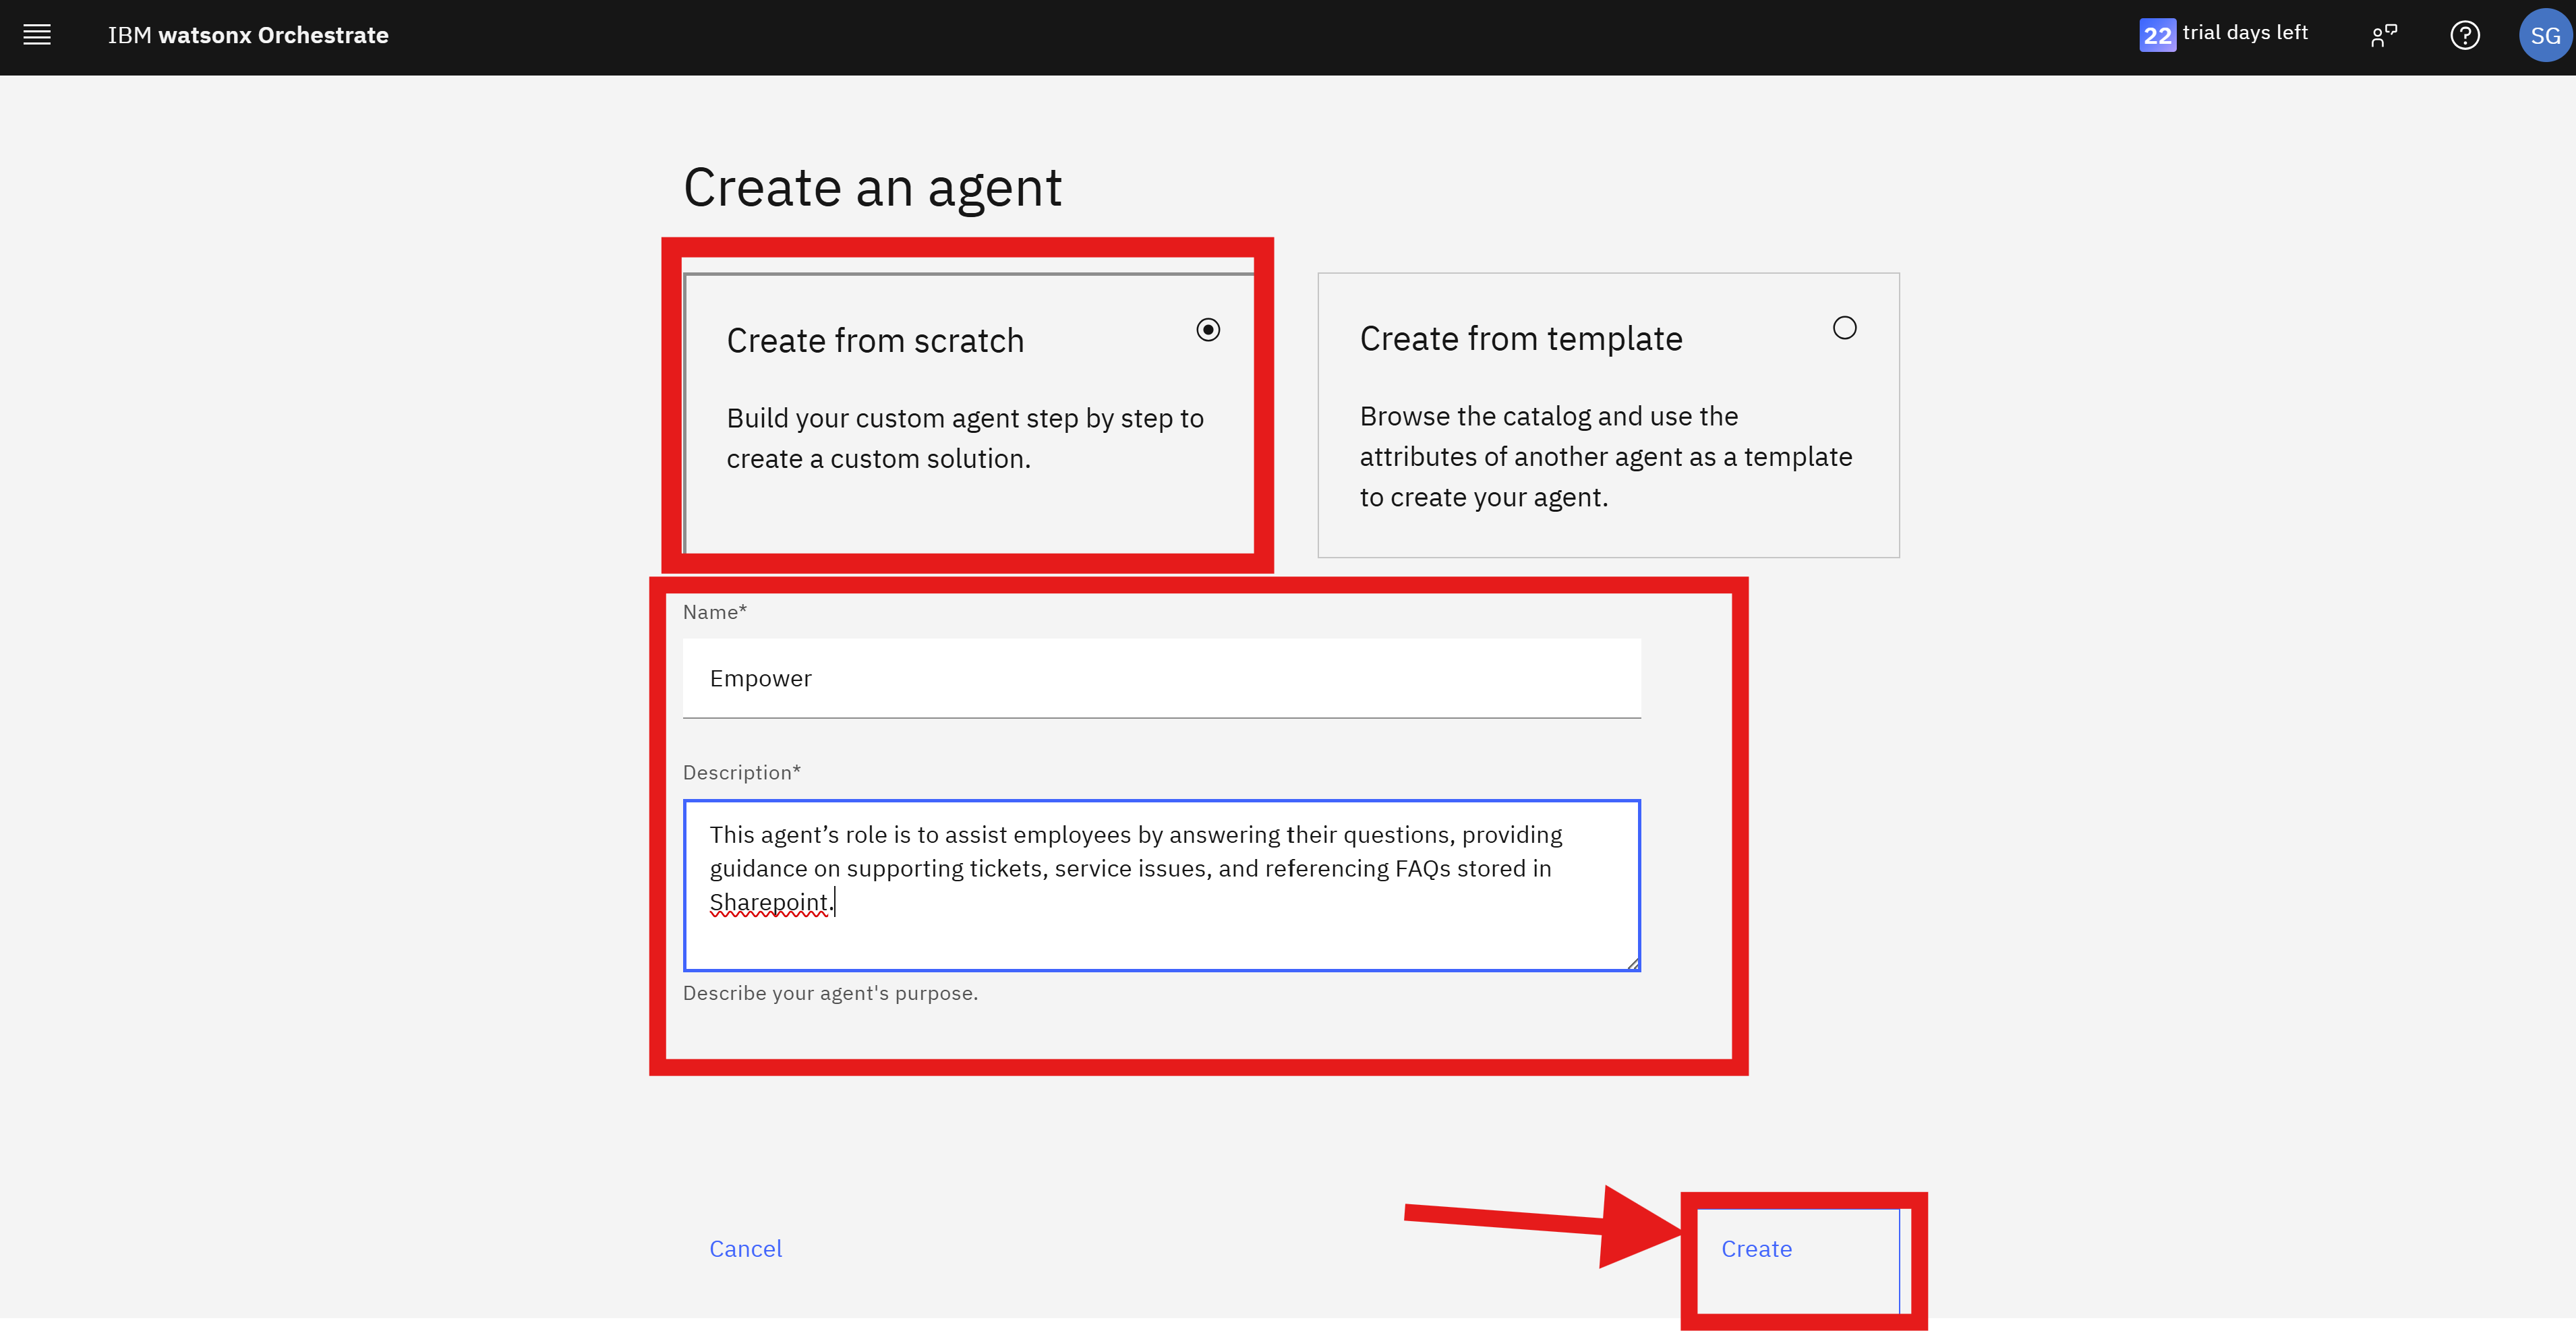 IBM watsonx Orchestrate
22 trial days left
SG
Create an agent
Create from scratch
Build your custom agent step by step to
create a custom solution.
Create from template
Browse the catalog and use the
attributes of another agent as a template
to create your agent.
Name*
Empower
Description*
This agent’s role is to assist employees by answering their questions, providing
guidance on supporting tickets, service issues, and referencing FAQs stored in
Sharepoint.
Describe your agent's purpose.
Cancel
Create